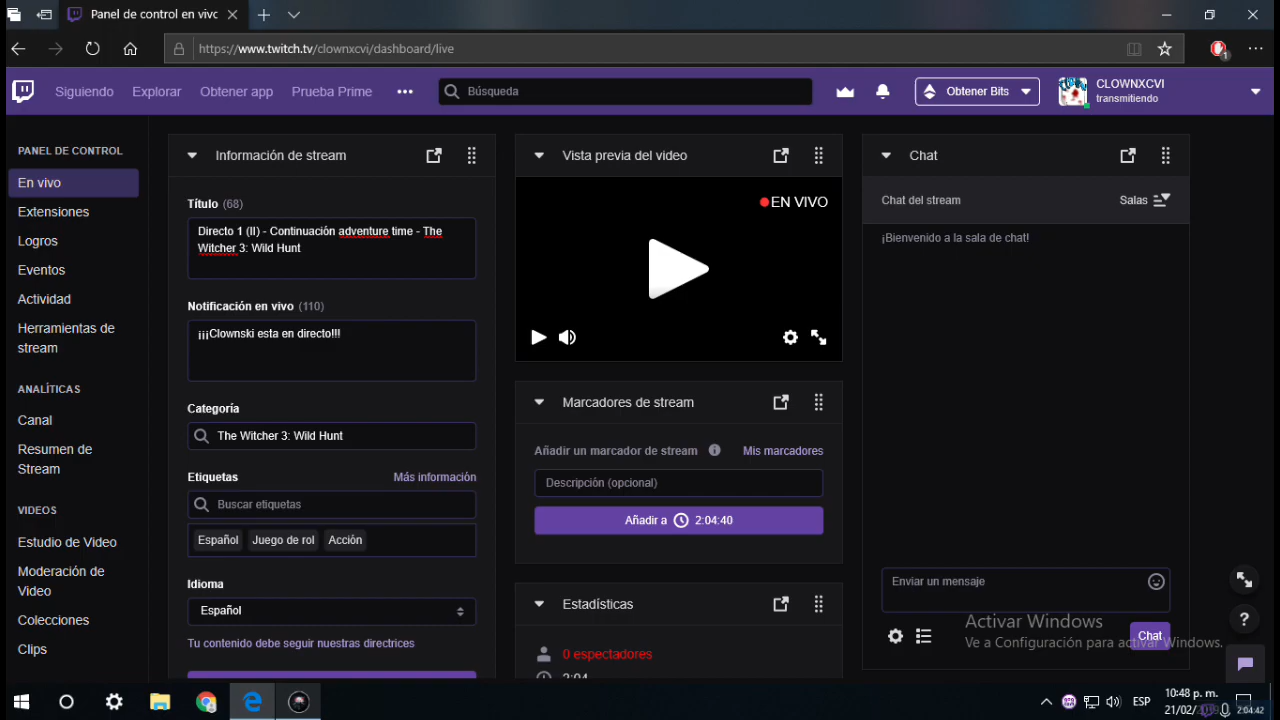 Panel de control en vivo
https://www.twitch.tv/clownxcvi/dashboard/live
1
Siguiendo
Explorar
Obtener app
Prueba Prime
Búsqueda
Obtener Bits
CLOWNXCVI
transmitiendo
PANEL DE CONTROL
En vivo
Extensiones
Logros
Eventos
Actividad
Herramientas de
stream
ANALÍTICAS
Canal
Resumen de
Stream
VIDEOS
Estudio de Video
Moderación de
Video
Colecciones
Clips
Información de stream
Título (68)
Directo 1 (II) - Continuación adventure time - The
Witcher 3: Wild Hunt
Notificación en vivo (110)
¡¡¡Clownski esta en directo!!!
Categoría
The Witcher 3: Wild Hunt
Etiquetas
Más información
Buscar etiquetas
Español
Juego de rol
Acción
Idioma
Español
Tu contenido debe seguir nuestras directrices
Vista previa del video
EN VIVO
Marcadores de stream
Añadir un marcador de stream
Mis marcadores
Descripción (opcional)
Añadir a 2:04:40
Estadísticas
0 espectadores
2:04
Chat
Chat del stream
Salas
¡Bienvenido a la sala de chat!
Enviar un mensaje
Chat
Activar Windows
Ve a Configuración para activar Windows.
ESP
10:48 p. m.
21/02/
2:04:42